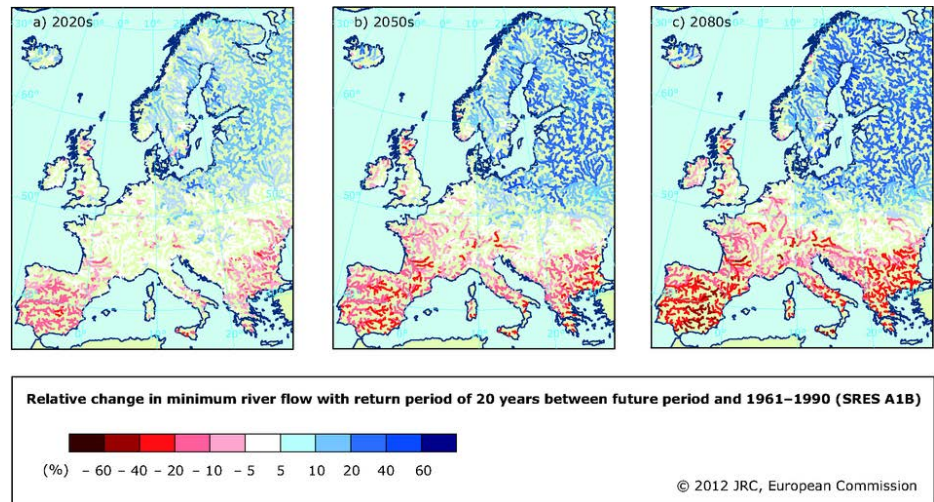 a) 2020s
b) 2050s
c) 2080s
Relative change in minimum river flow with return period of 20 years between future period and 1961–1990 (SRES A1B)
(%) – 60 – 40 – 20 – 10 – 5 5 10 20 40 60
© 2012 JRC, European Commission